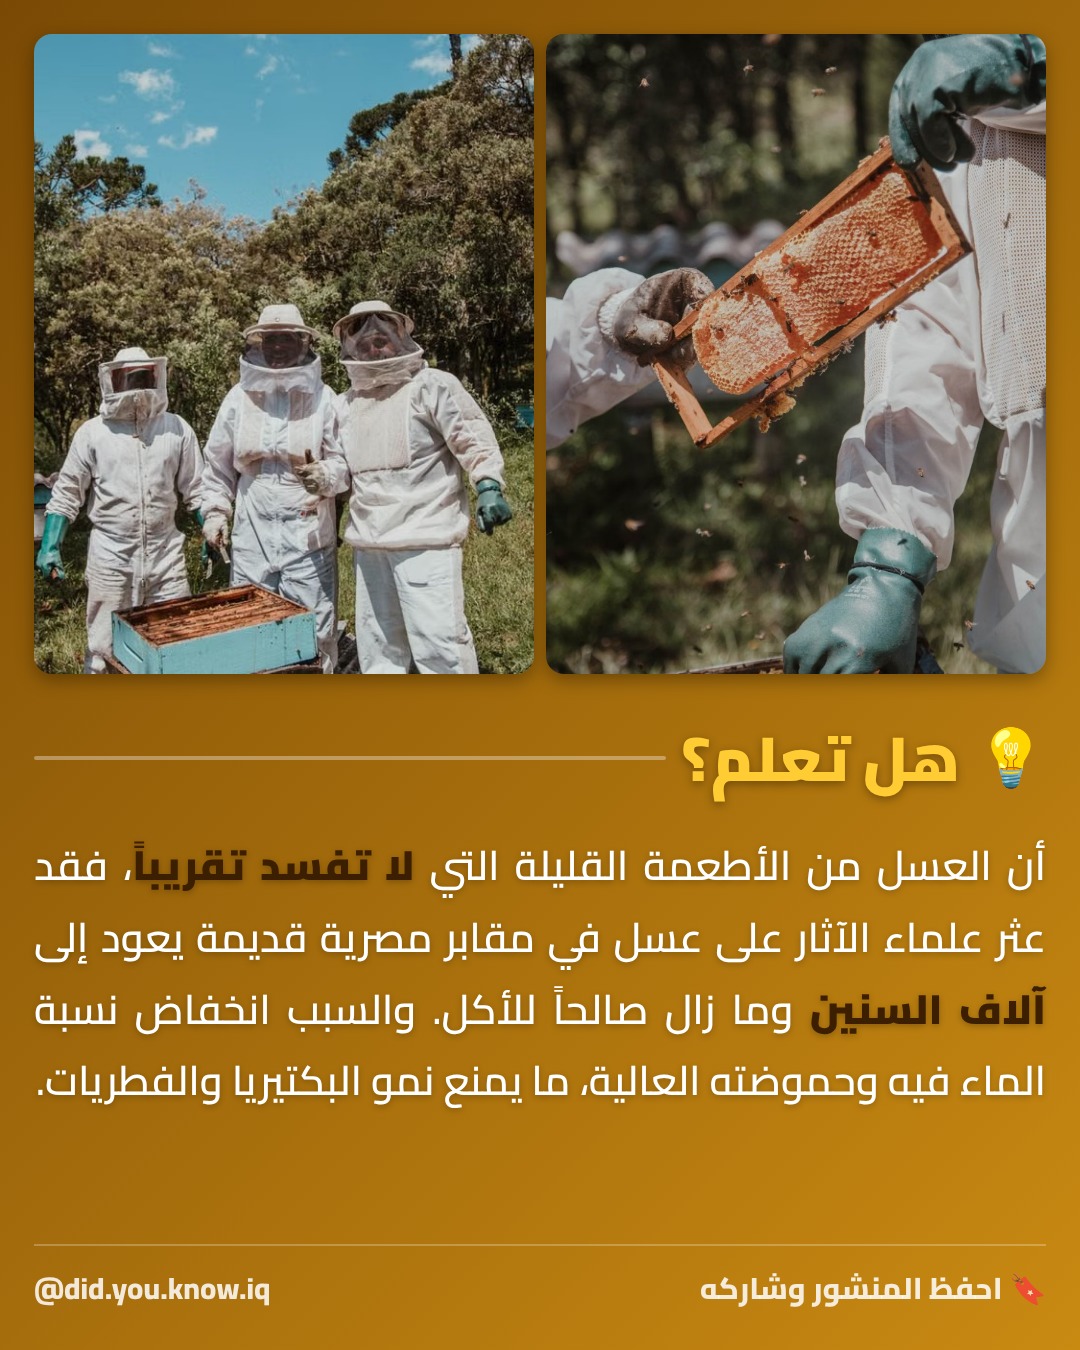 💡 هل تعلم؟
أن العسل من الأطعمة القليلة التي لا تفسد تقريباً، فقد
عثر علماء الآثار على عسل في مقابر مصرية قديمة يعود إلى
آلاف السنين وما زال صالحاً للأكل. والسبب انخفاض نسبة
الماء فيه وحموضته العالية، ما يمنع نمو البكتيريا والفطريات.
🔖 احفظ المنشور وشاركه
@did.you.know.iq